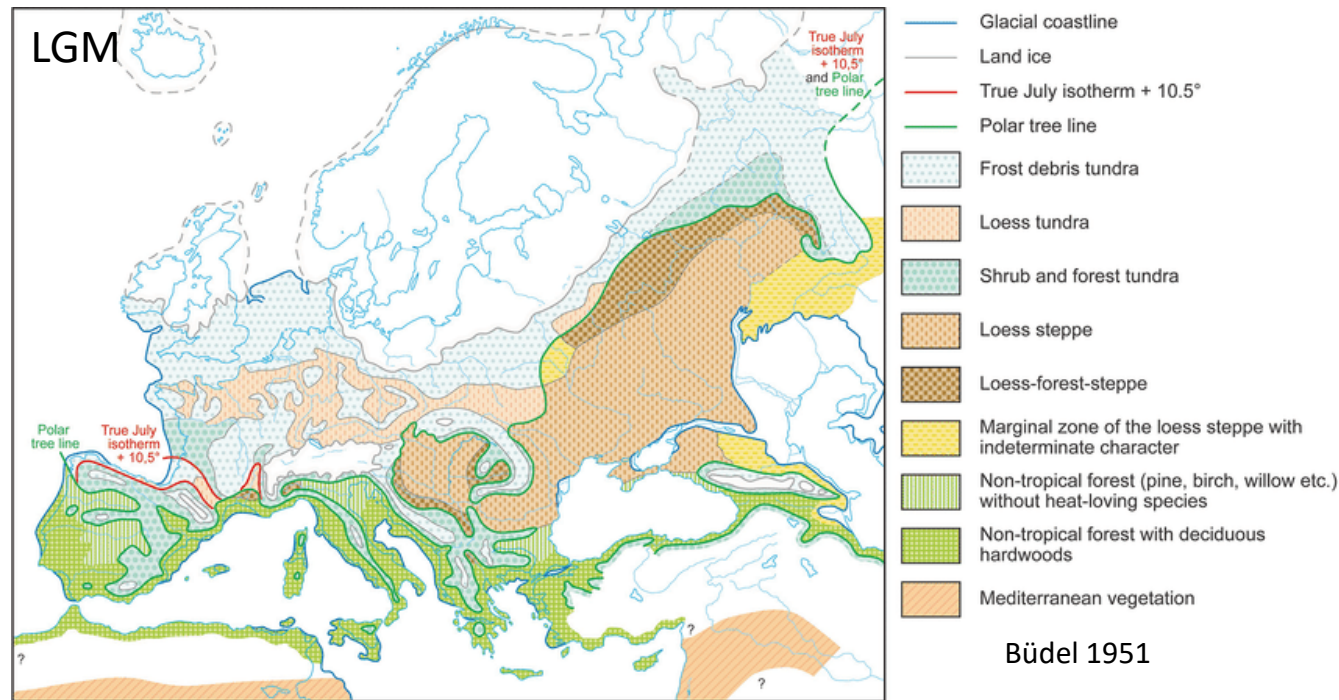 LGM
True July
isotherm
+ 10,5°
and Polar
tree line
Polar
tree line
True July
isotherm
+ 10,5°
?
?
?
Glacial coastline
Land ice
True July isotherm + 10.5°
Polar tree line
Frost debris tundra
Loess tundra
Shrub and forest tundra
Loess steppe
Loess-forest-steppe
Marginal zone of the loess steppe with
indeterminate character
Non-tropical forest (pine, birch, willow etc.)
without heat-loving species
Non-tropical forest with deciduous
hardwoods
Mediterranean vegetation
Büdel 1951